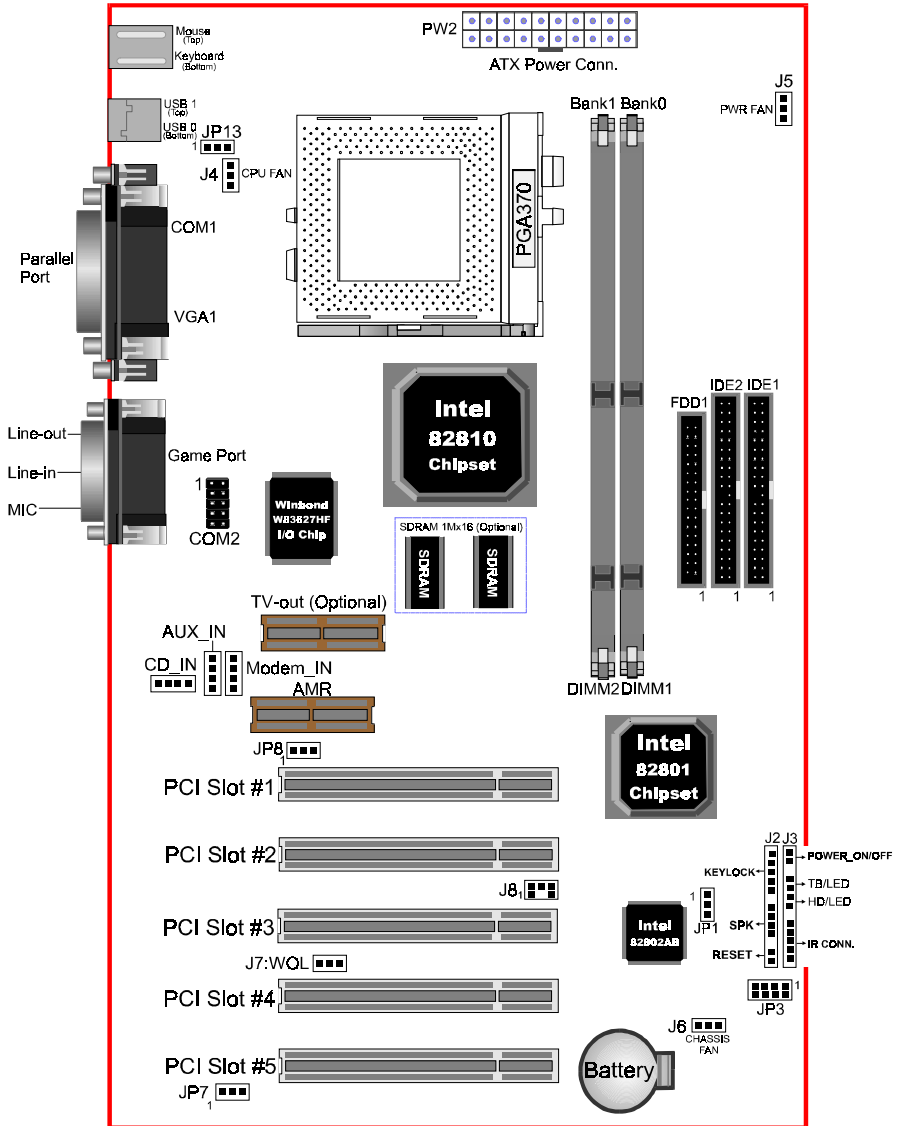 PW2
ATX Power Conn.
Mouse
(Top)
Keyboard
(Bottom)
USB 1
(Top)
USB 0
(Bottom)
JP13
1
J4
CPU FAN
J5
PWR FAN
Bank1 Bank0
PGA370
COM1
Parallel
Port
VGA1
Intel
82810
Chipset
FDD1
IDE2
IDE1
1
1
1
Line-out
Line-in
MIC
Game Port
1
COM2
Winbond
W83627HF
I/O Chip
SDRAM 1Mx16 (Optional)
SDRAM
SDRAM
TV-out (Optional)
AUX_IN
CD_IN
Modem_IN
AMR
DIMM2
DIMM1
JP8
1
Intel
82801
Chipset
PCI Slot #1
PCI Slot #2
J8
1
PCI Slot #3
J7:WOL
PCI Slot #4
PCI Slot #5
JP7
1
J2
J3
POWER_ON/OFF
KEYLOCK
TB/LED
HD/LED
SPK
IR CONN.
RESET
1
JP1
Intel
82802AB
1
JP3
J6
CHASSIS
FAN
Battery